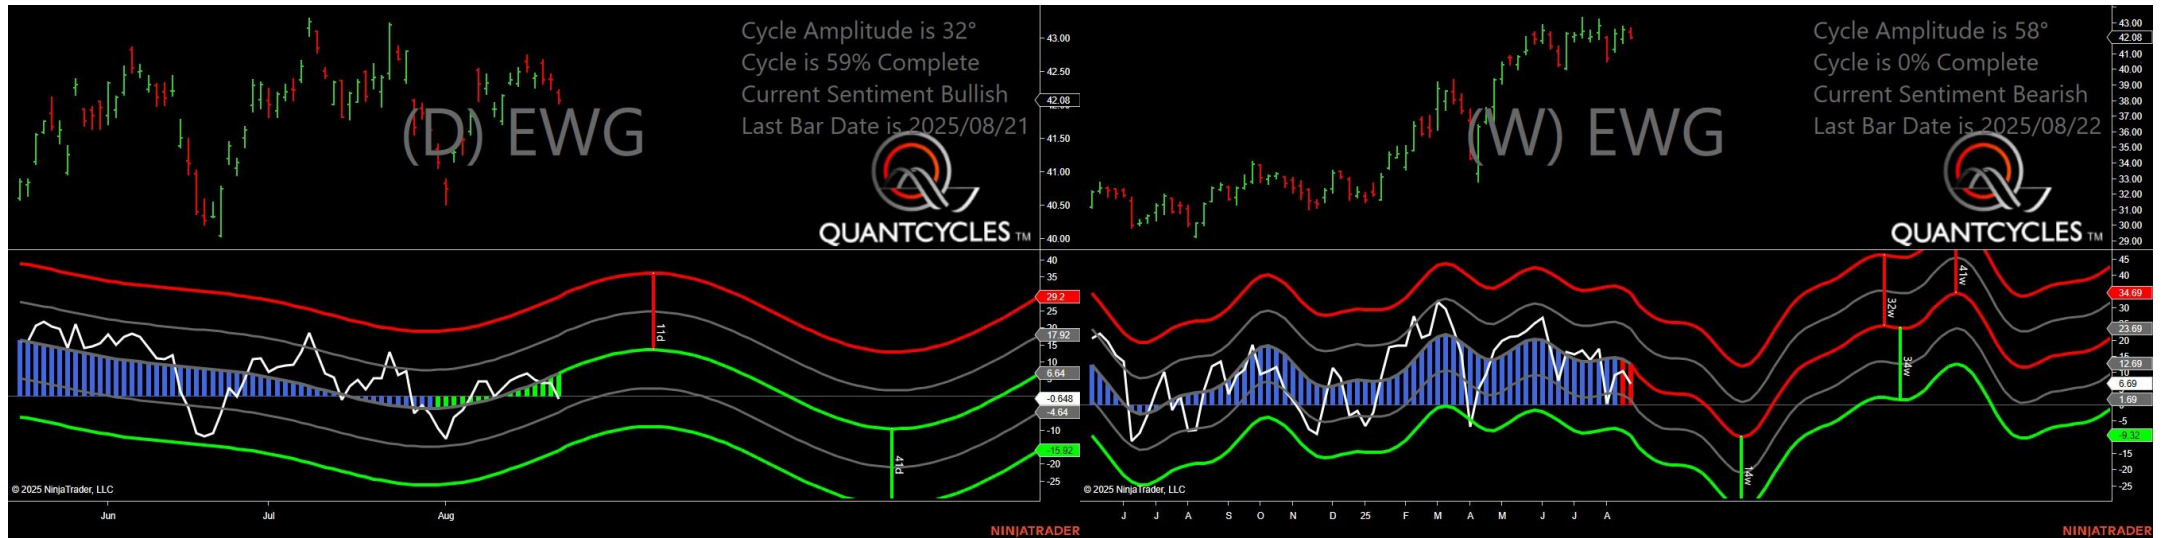 Cycle Amplitude is 32°
Cycle is 59% Complete
Current Sentiment Bullish
Last Bar Date is 2025/08/21
(D) EWG
QUANTCYCLES TM
43.00
42.50
42.08
41.50
41.00
40.50
40.00
40
35
29.2
25
17.92
15
10
6.64
-0.648
-4.64
-10
-15.92
-20
-25
11d
41d
© 2025 NinjaTrader, LLC
Jun Jul Aug
NINJATRADER
Cycle Amplitude is 58°
Cycle is 0% Complete
Current Sentiment Bearish
Last Bar Date is 2025/08/22
(W) EWG
QUANTCYCLES TM
43.00
42.08
41.00
40.00
39.00
38.00
37.00
36.00
35.00
34.00
33.00
32.00
31.00
30.00
29.00
45
40
34.69
30
23.69
20
15
12.69
10
6.69
1.69
-5
-9.32
-15
-20
-25
32w
41w
34w
14w
© 2025 NinjaTrader, LLC
J J A S O N D 25 F M A M J J A
NINJATRADER